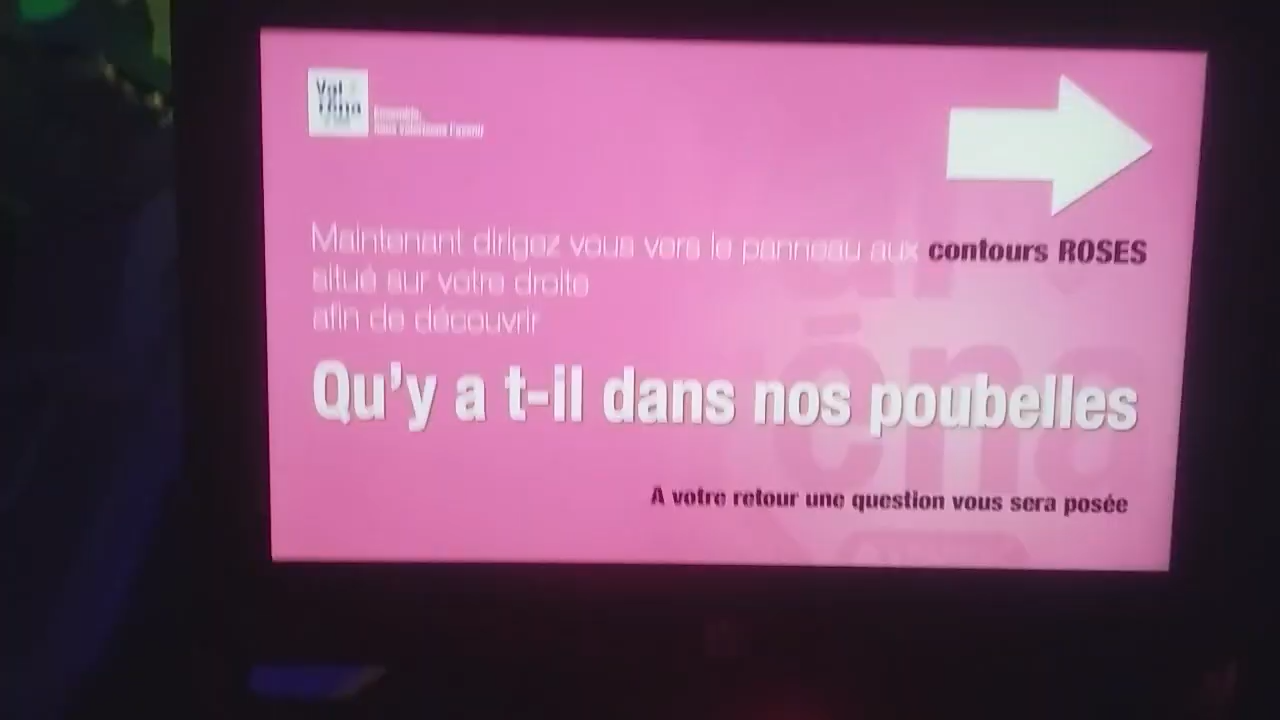 Val
Maintenant dirigez vous vers le panneau aux contours ROSES
situé sur votre droite
afin de découvrir
Qu'y a t-il dans nos poubelles
A votre retour une question vous sera posée